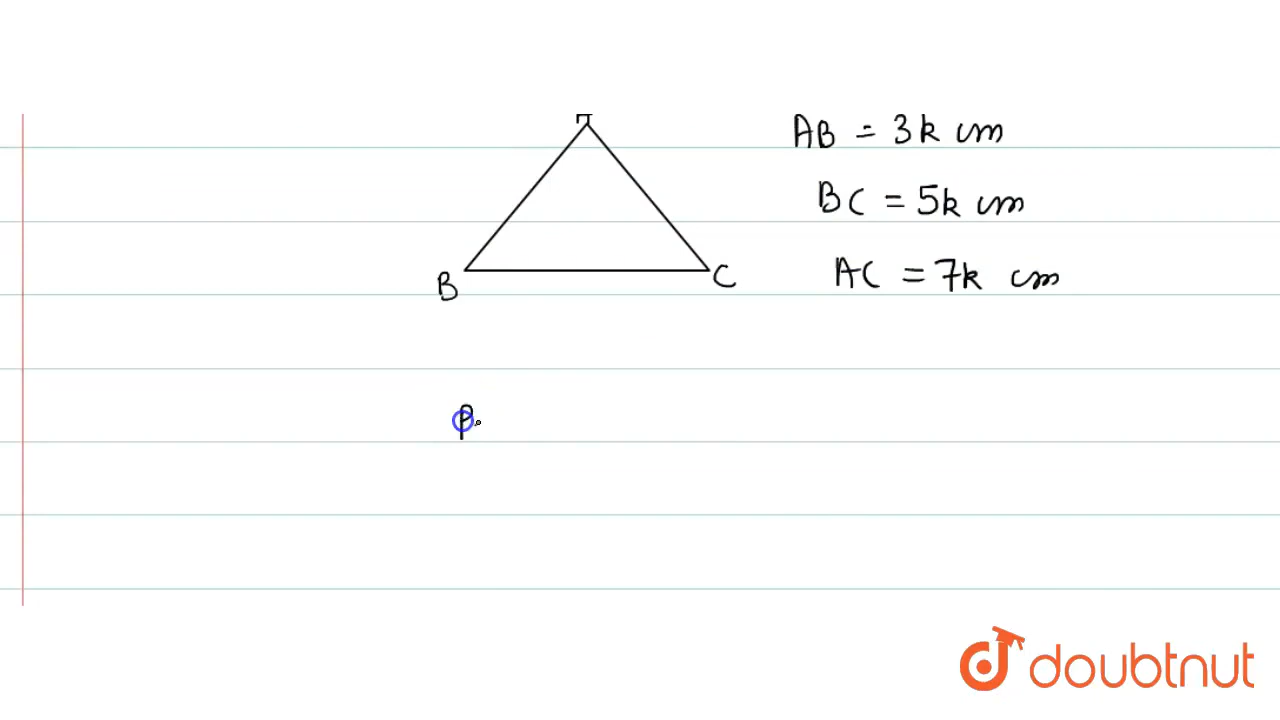 A
AB = 3k cm
BC = 5k cm
B
C
AC = 7k cm
P
doubtnut